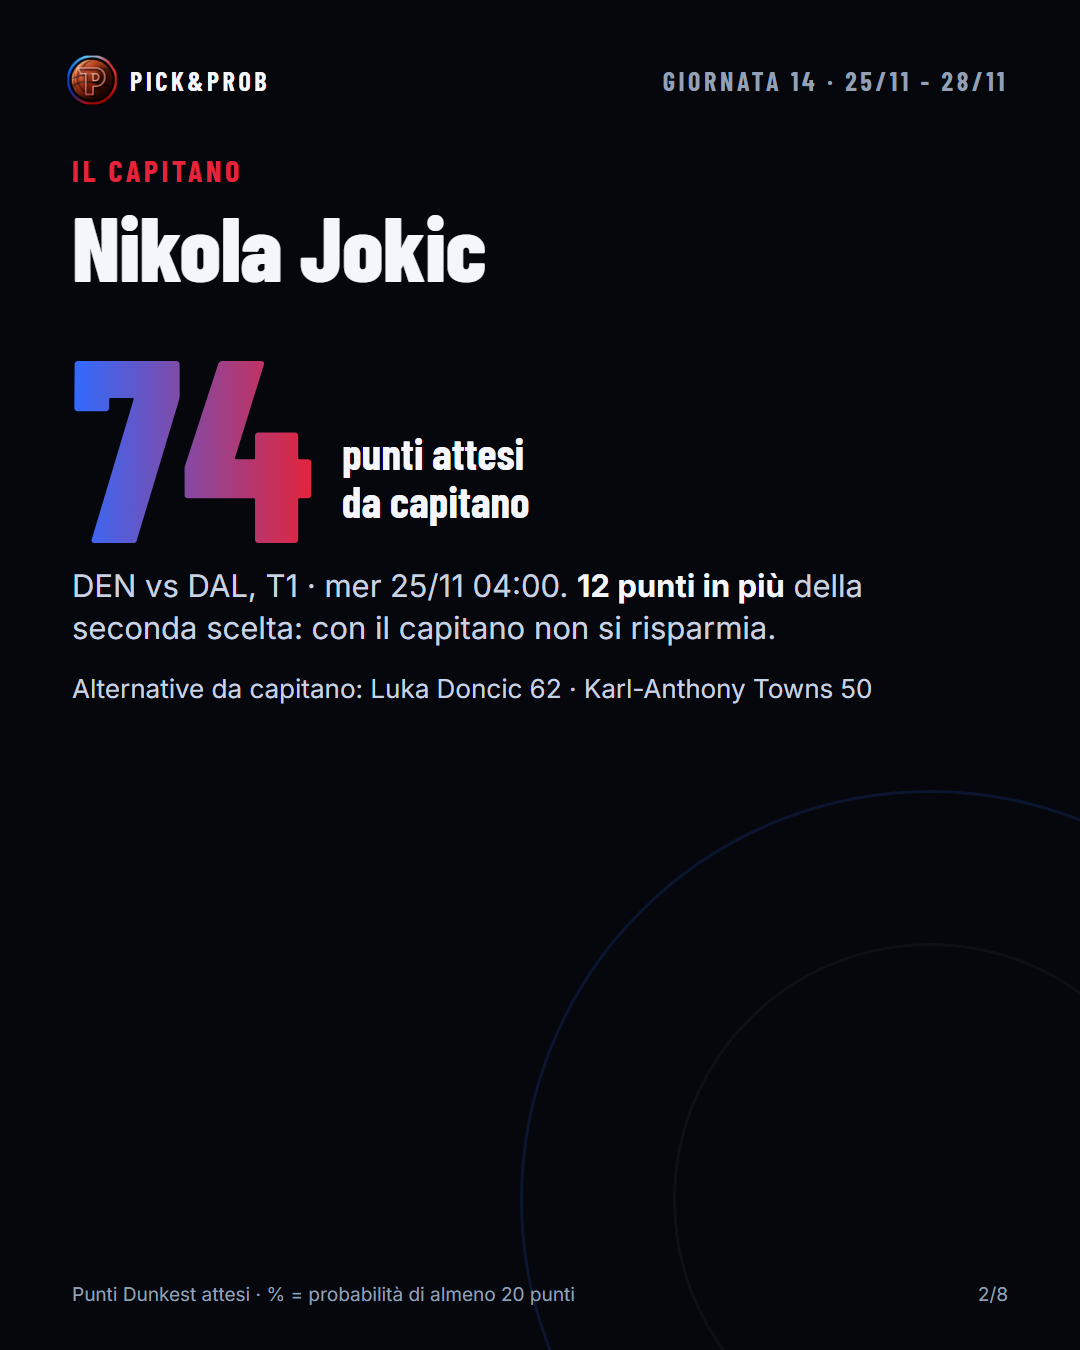 PICK&PROB
GIORNATA 14 · 25/11 - 28/11
IL CAPITANO
Nikola Jokic
74
punti attesi
da capitano
DEN vs DAL, T1 · mer 25/11 04:00. 12 punti in più della
seconda scelta: con il capitano non si risparmia.
Alternative da capitano: Luka Doncic 62 · Karl-Anthony Towns 50
Punti Dunkest attesi · % = probabilità di almeno 20 punti
2/8